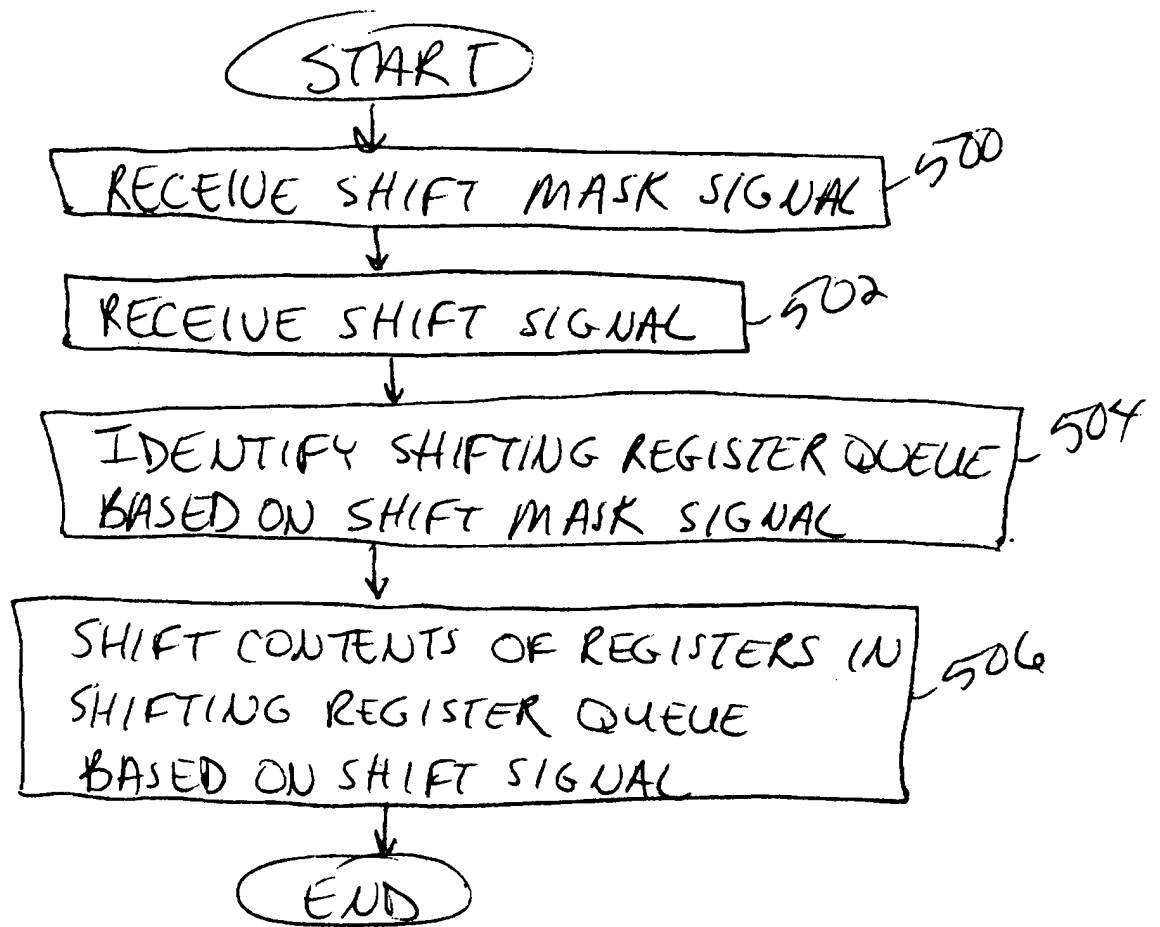 START
RECEIVE SHIFT MASK SIGNAL
500
RECEIVE SHIFT SIGNAL
502
IDENTIFY SHIFTING REGISTER QUEUE
504
BASED ON SHIFT MASK SIGNAL
SHIFT CONTENTS OF REGISTERS IN
506
SHIFTING REGISTER QUEUE
BASED ON SHIFT SIGNAL
END